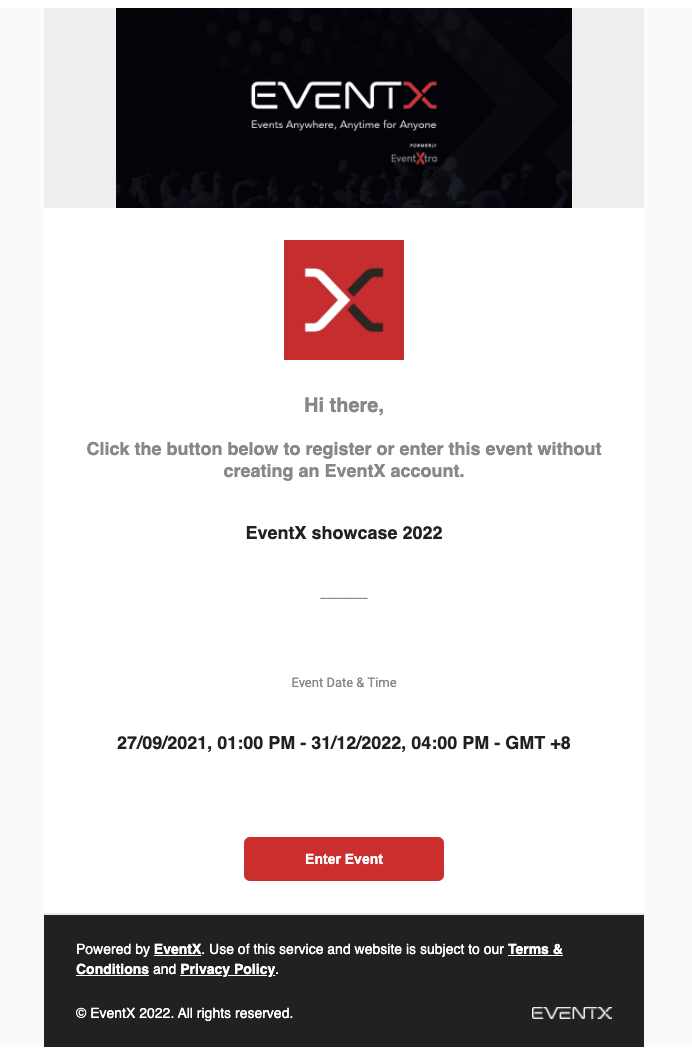 EVENTX
Events Anywhere, Anytime for Anyone
FORMERLY
EventXtra
Hi there,
Click the button below to register or enter this event without
creating an EventX account.
EventX showcase 2022
Event Date & Time
27/09/2021, 01:00 PM - 31/12/2022, 04:00 PM - GMT +8
Enter Event
Powered by EventX. Use of this service and website is subject to our Terms &
Conditions and Privacy Policy.
© EventX 2022. All rights reserved.
EVENTX